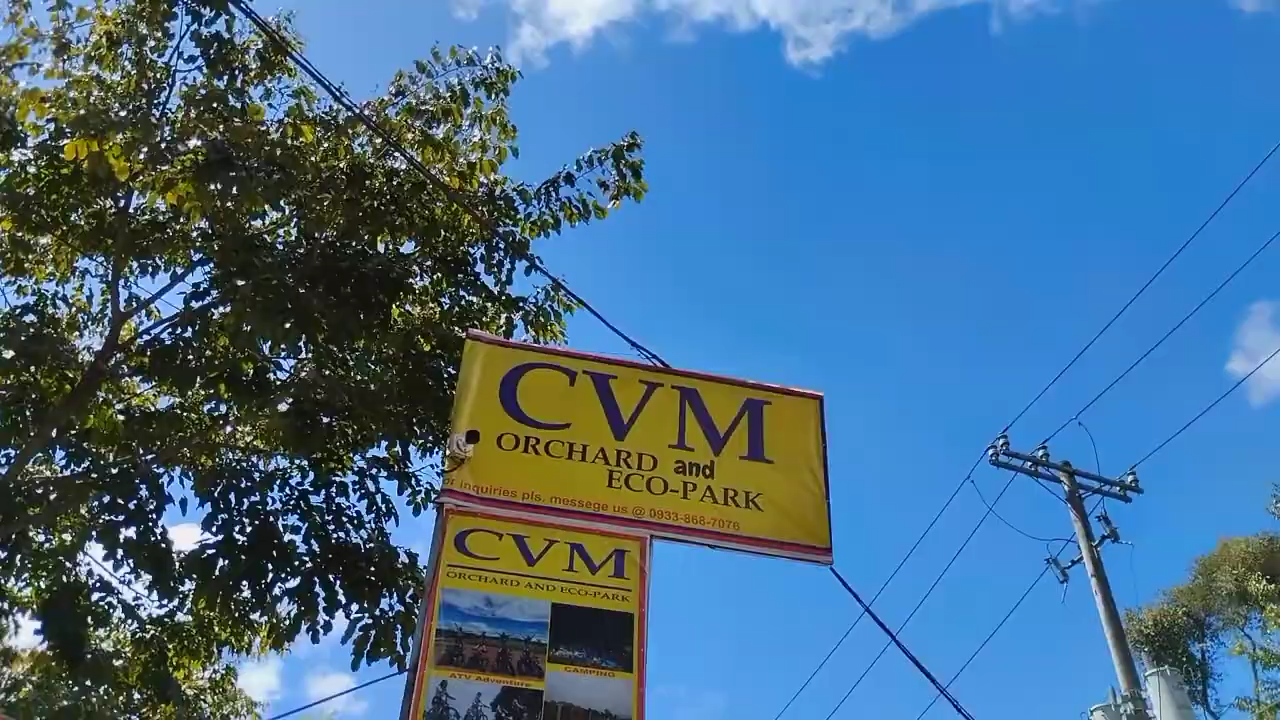 CVM
ORCHARD and
ECO-PARK
or inquiries pls. messege us @ 0933-868-7076
CVM
ORCHARD AND ECO-PARK
ATV Adventure
CAMPING